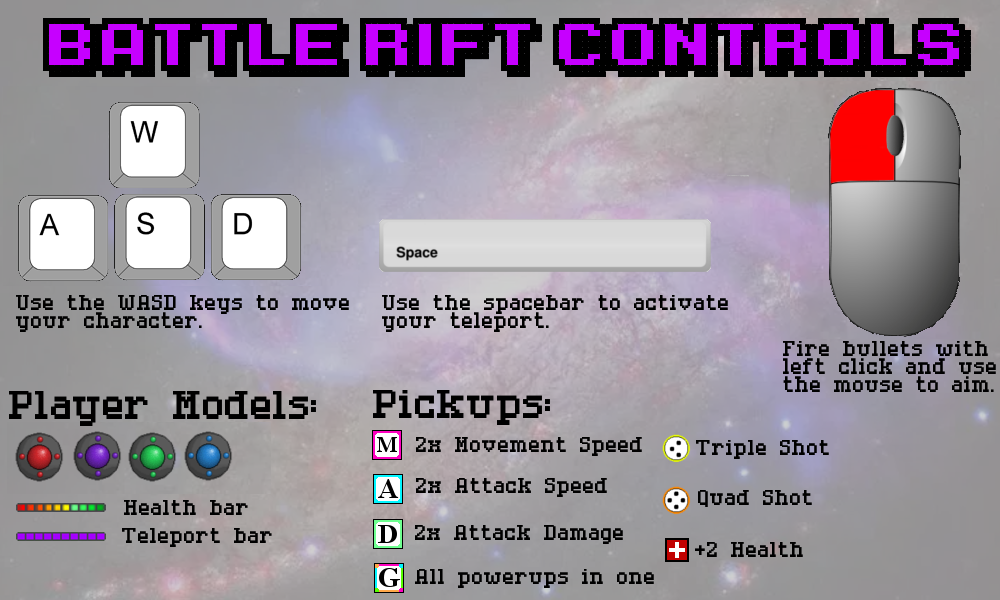 BATTLE RIFT CONTROLS
W
A S D
Space
Use the WASD keys to move
your character.
Use the spacebar to activate
your teleport.
Fire bullets with
left click and use
the mouse to aim.
Player Models:
Health bar
Teleport bar
Pickups:
M 2x Movement Speed
A 2x Attack Speed
D 2x Attack Damage
G All powerups in one
Triple Shot
Quad Shot
+2 Health